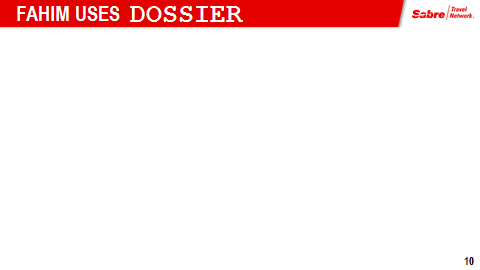 FAHIM USES DOSSIER
Sabre Travel
Network.
10